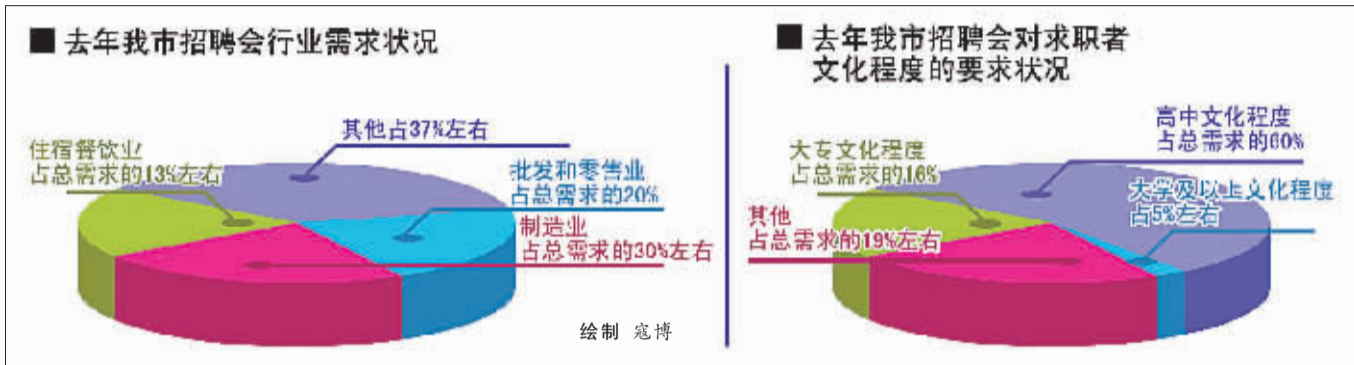 ■ 去年我市招聘会行业需求状况
其他占37%左右
住宿餐饮业
占总需求的13%左右
批发和零售业
占总需求的20%
制造业
占总需求的30%左右
绘制 寇博
■ 去年我市招聘会对求职者
文化程度的要求状况
高中文化程度
占总需求的60%
大专文化程度
占总需求的16%
大学及以上文化程度
占5%左右
其他
占总需求的19%左右